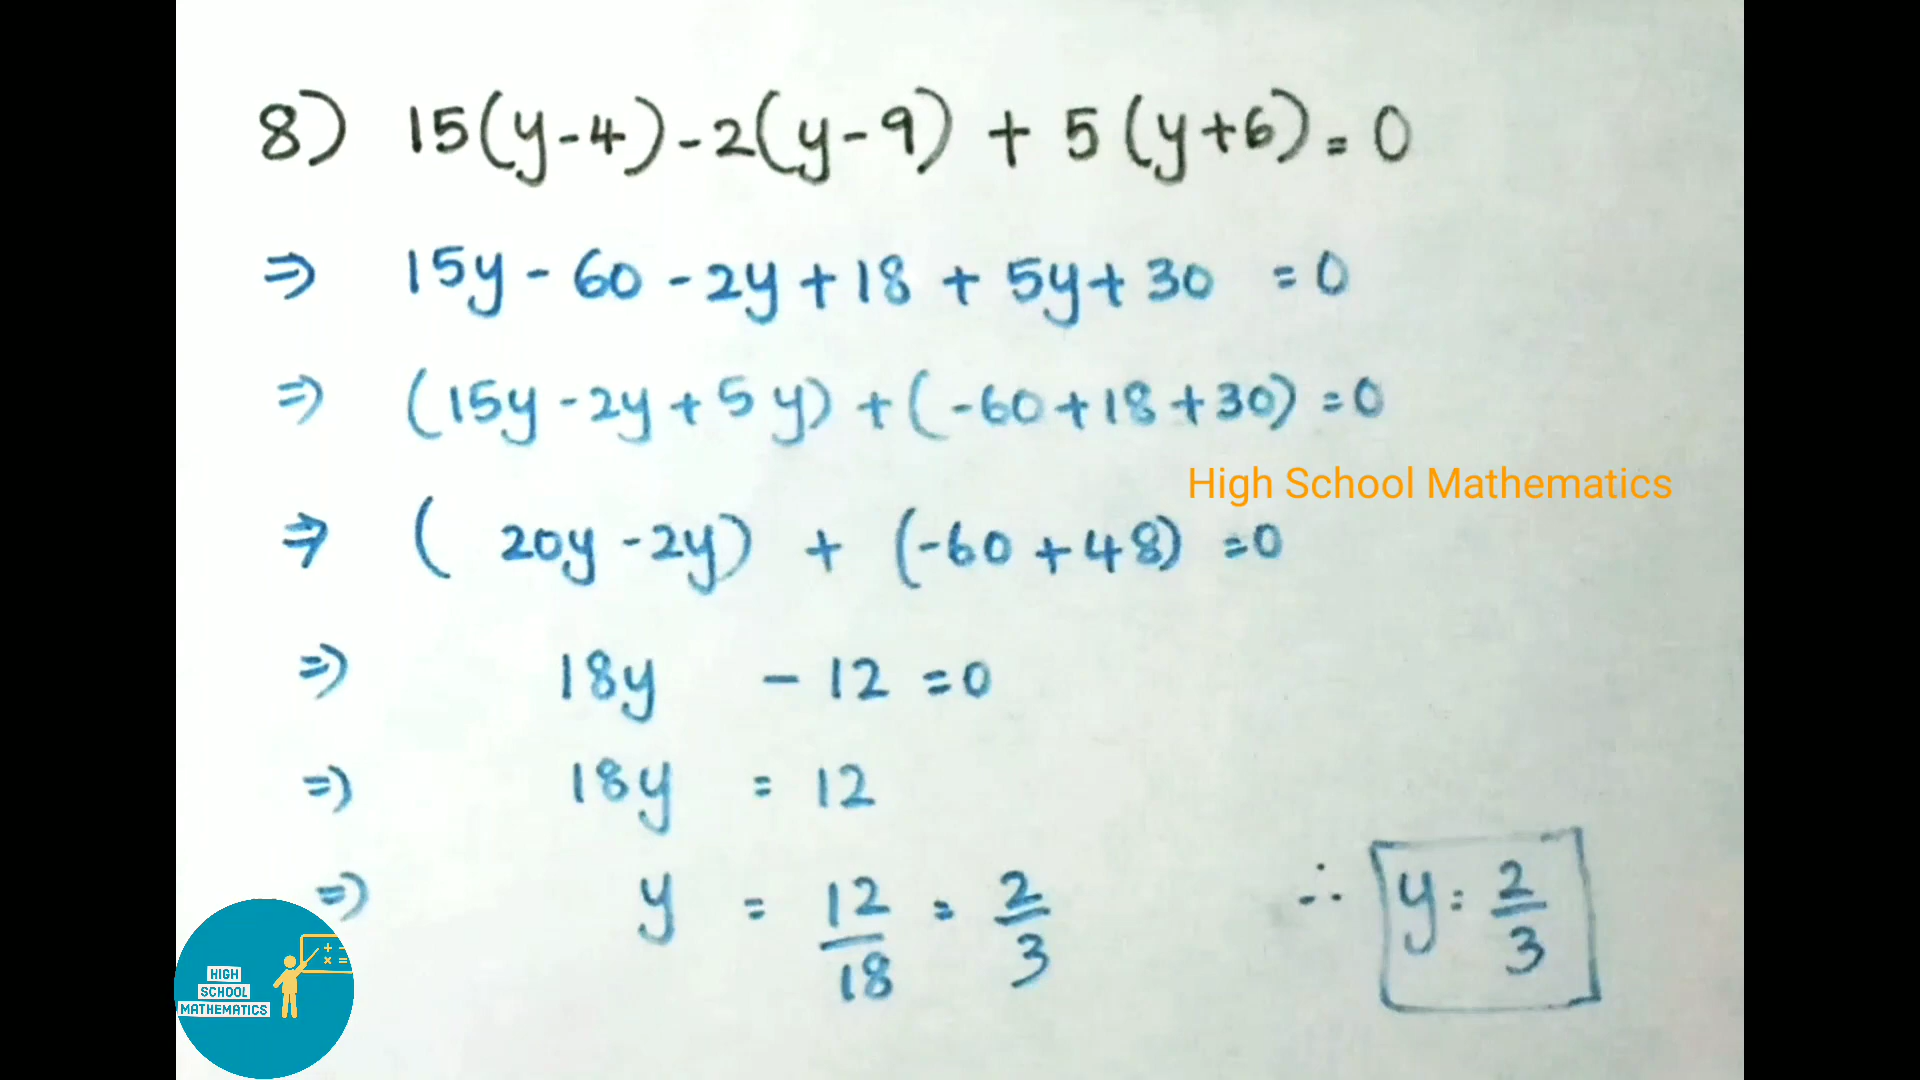 8) 15(y-4)-2(y-9) + 5(y+6) = 0
⇒ 15y - 60 - 2y + 18 + 5y + 30 = 0
⇒ (15y - 2y + 5y) + (-60 + 18 + 30) = 0
High School Mathematics
⇒ ( 20y - 2y) + (-60 + 48) = 0
⇒ 18y - 12 = 0
⇒ 18y = 12
⇒ y = 12/18 = 2/3 ∴ y = 2/3
+ -
× =
HIGH
SCHOOL
MATHEMATICS